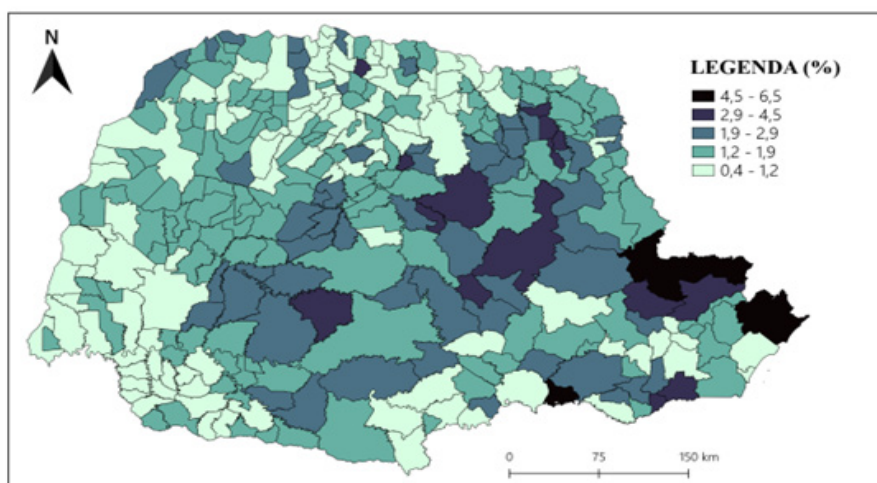 N
LEGENDA (%)
4,5 - 6,5
2,9 - 4,5
1,9 - 2,9
1,2 - 1,9
0,4 - 1,2
0 75 150 km